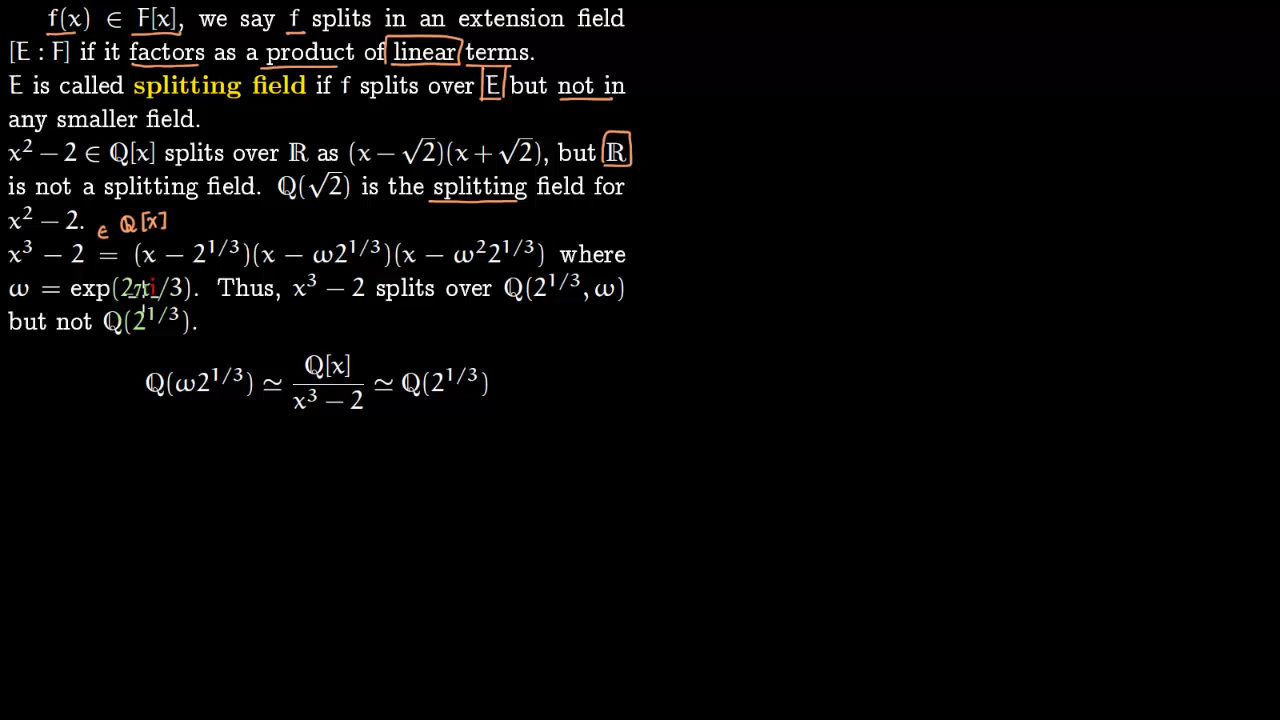 f(x) ∈ F[x], we say f splits in an extension field
[E : F] if it factors as a product of linear terms.
E is called splitting field if f splits over E but not in
any smaller field.
x² − 2 ∈ ℚ[x] splits over ℝ as (x − √2)(x + √2), but ℝ
is not a splitting field. ℚ(√2) is the splitting field for
x² − 2. ∈ ℚ[x]
x³ − 2 = (x − 2^{1/3})(x − ω2^{1/3})(x − ω²2^{1/3}) where
ω = exp(2πi/3). Thus, x³ − 2 splits over ℚ(2^{1/3}, ω)
but not ℚ(2^{1/3}).
ℚ(ω2^{1/3}) ≃ ℚ[x] / x³ − 2 ≃ ℚ(2^{1/3})